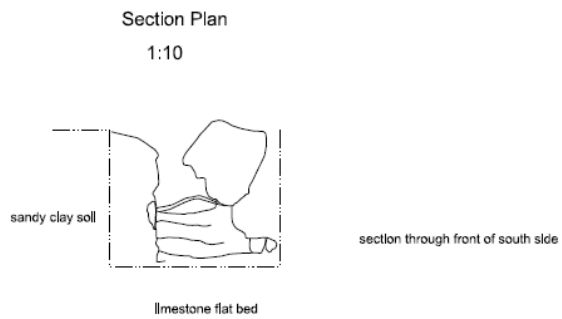 Section Plan
1:10
sandy clay soil
section through front of south side
limestone flat bed